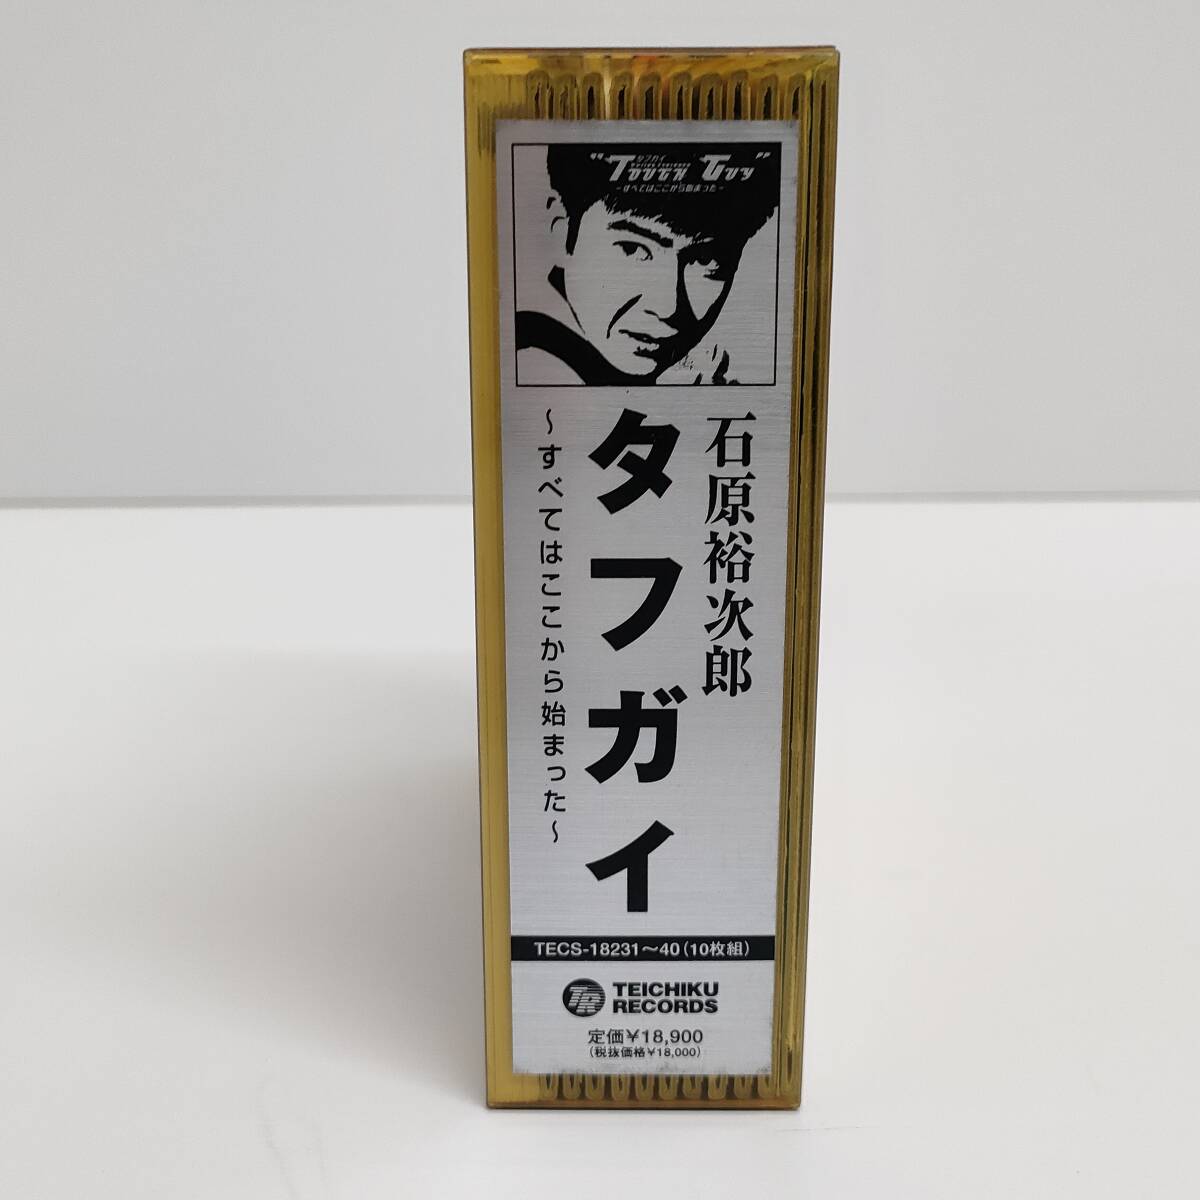 タフガイ
"TOUGH GUY"
－すべてはここから始まった－
石原裕次郎
タフガイ
～すべてはここから始まった～
TECS-18231～40(10枚組)
TR TEICHIKU
RECORDS
定価¥18,900
(税抜価格¥18,000)